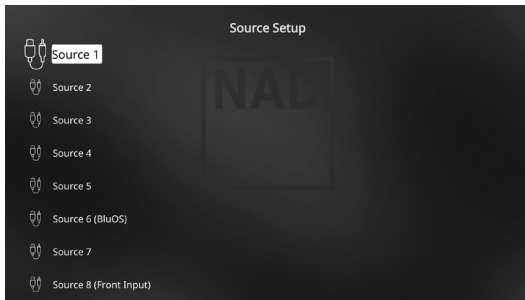 Source Setup
Source 1
NAD
Source 2
Source 3
Source 4
Source 5
Source 6 (BluOS)
Source 7
Source 8 (Front Input)